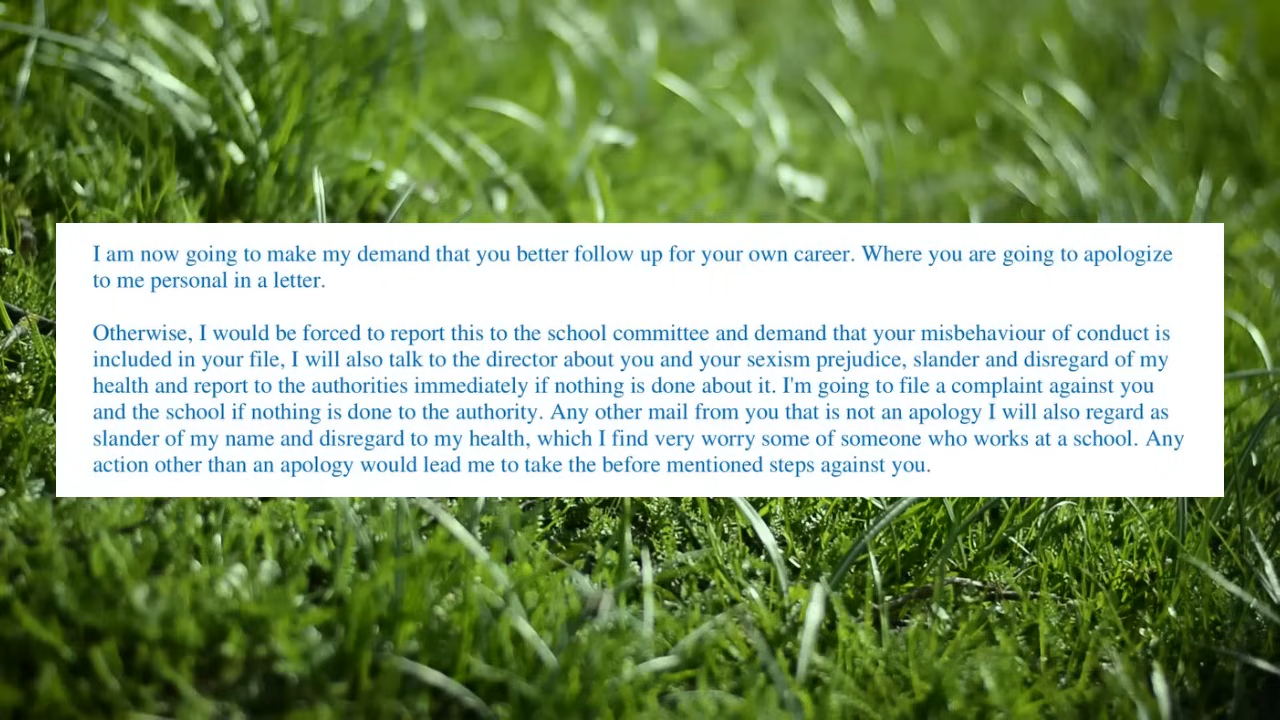 I am now going to make my demand that you better follow up for your own career. Where you are going to apologize
to me personal in a letter.
Otherwise, I would be forced to report this to the school committee and demand that your misbehaviour of conduct is
included in your file, I will also talk to the director about you and your sexism prejudice, slander and disregard of my
health and report to the authorities immediately if nothing is done about it. I'm going to file a complaint against you
and the school if nothing is done to the authority. Any other mail from you that is not an apology I will also regard as
slander of my name and disregard to my health, which I find very worry some of someone who works at a school. Any
action other than an apology would lead me to take the before mentioned steps against you.